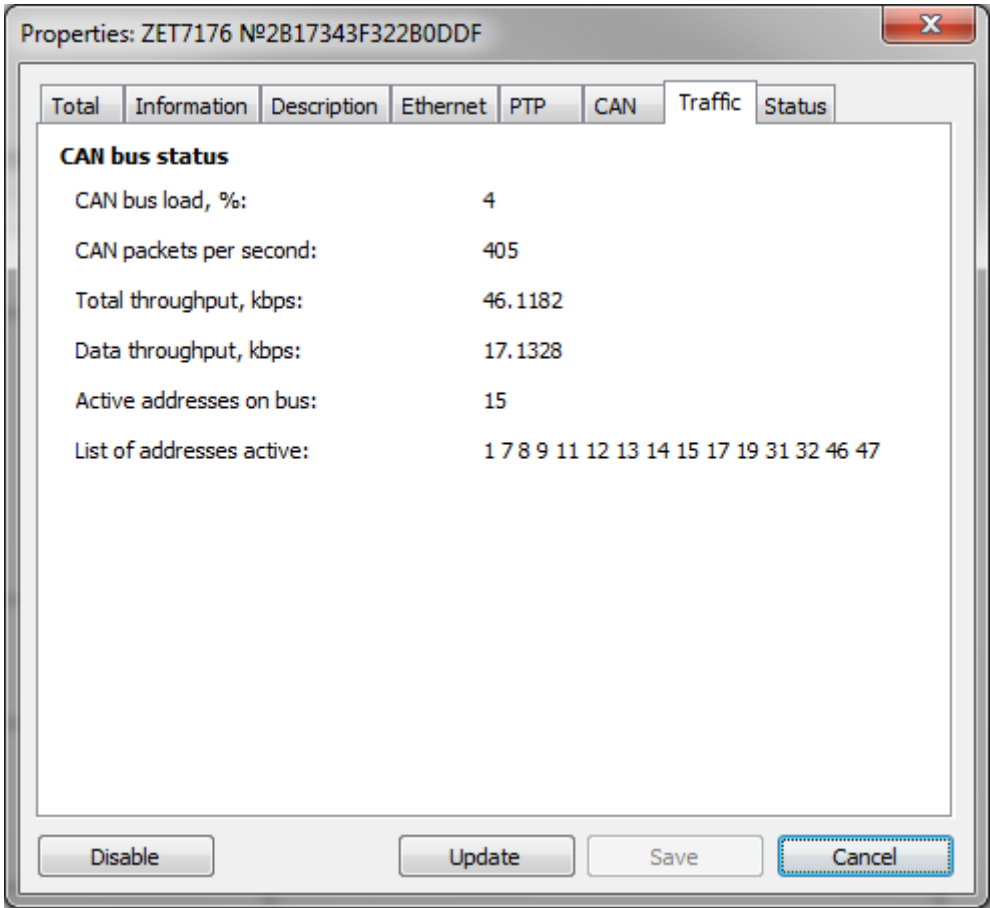 Properties: ZET7176 №2B17343F322B0DDF
Total Information Description Ethernet PTP CAN Traffic Status
CAN bus status
CAN bus load, %: 4
CAN packets per second: 405
Total throughput, kbps: 46.1182
Data throughput, kbps: 17.1328
Active addresses on bus: 15
List of addresses active: 1 7 8 9 11 12 13 14 15 17 19 31 32 46 47
Disable Update Save Cancel